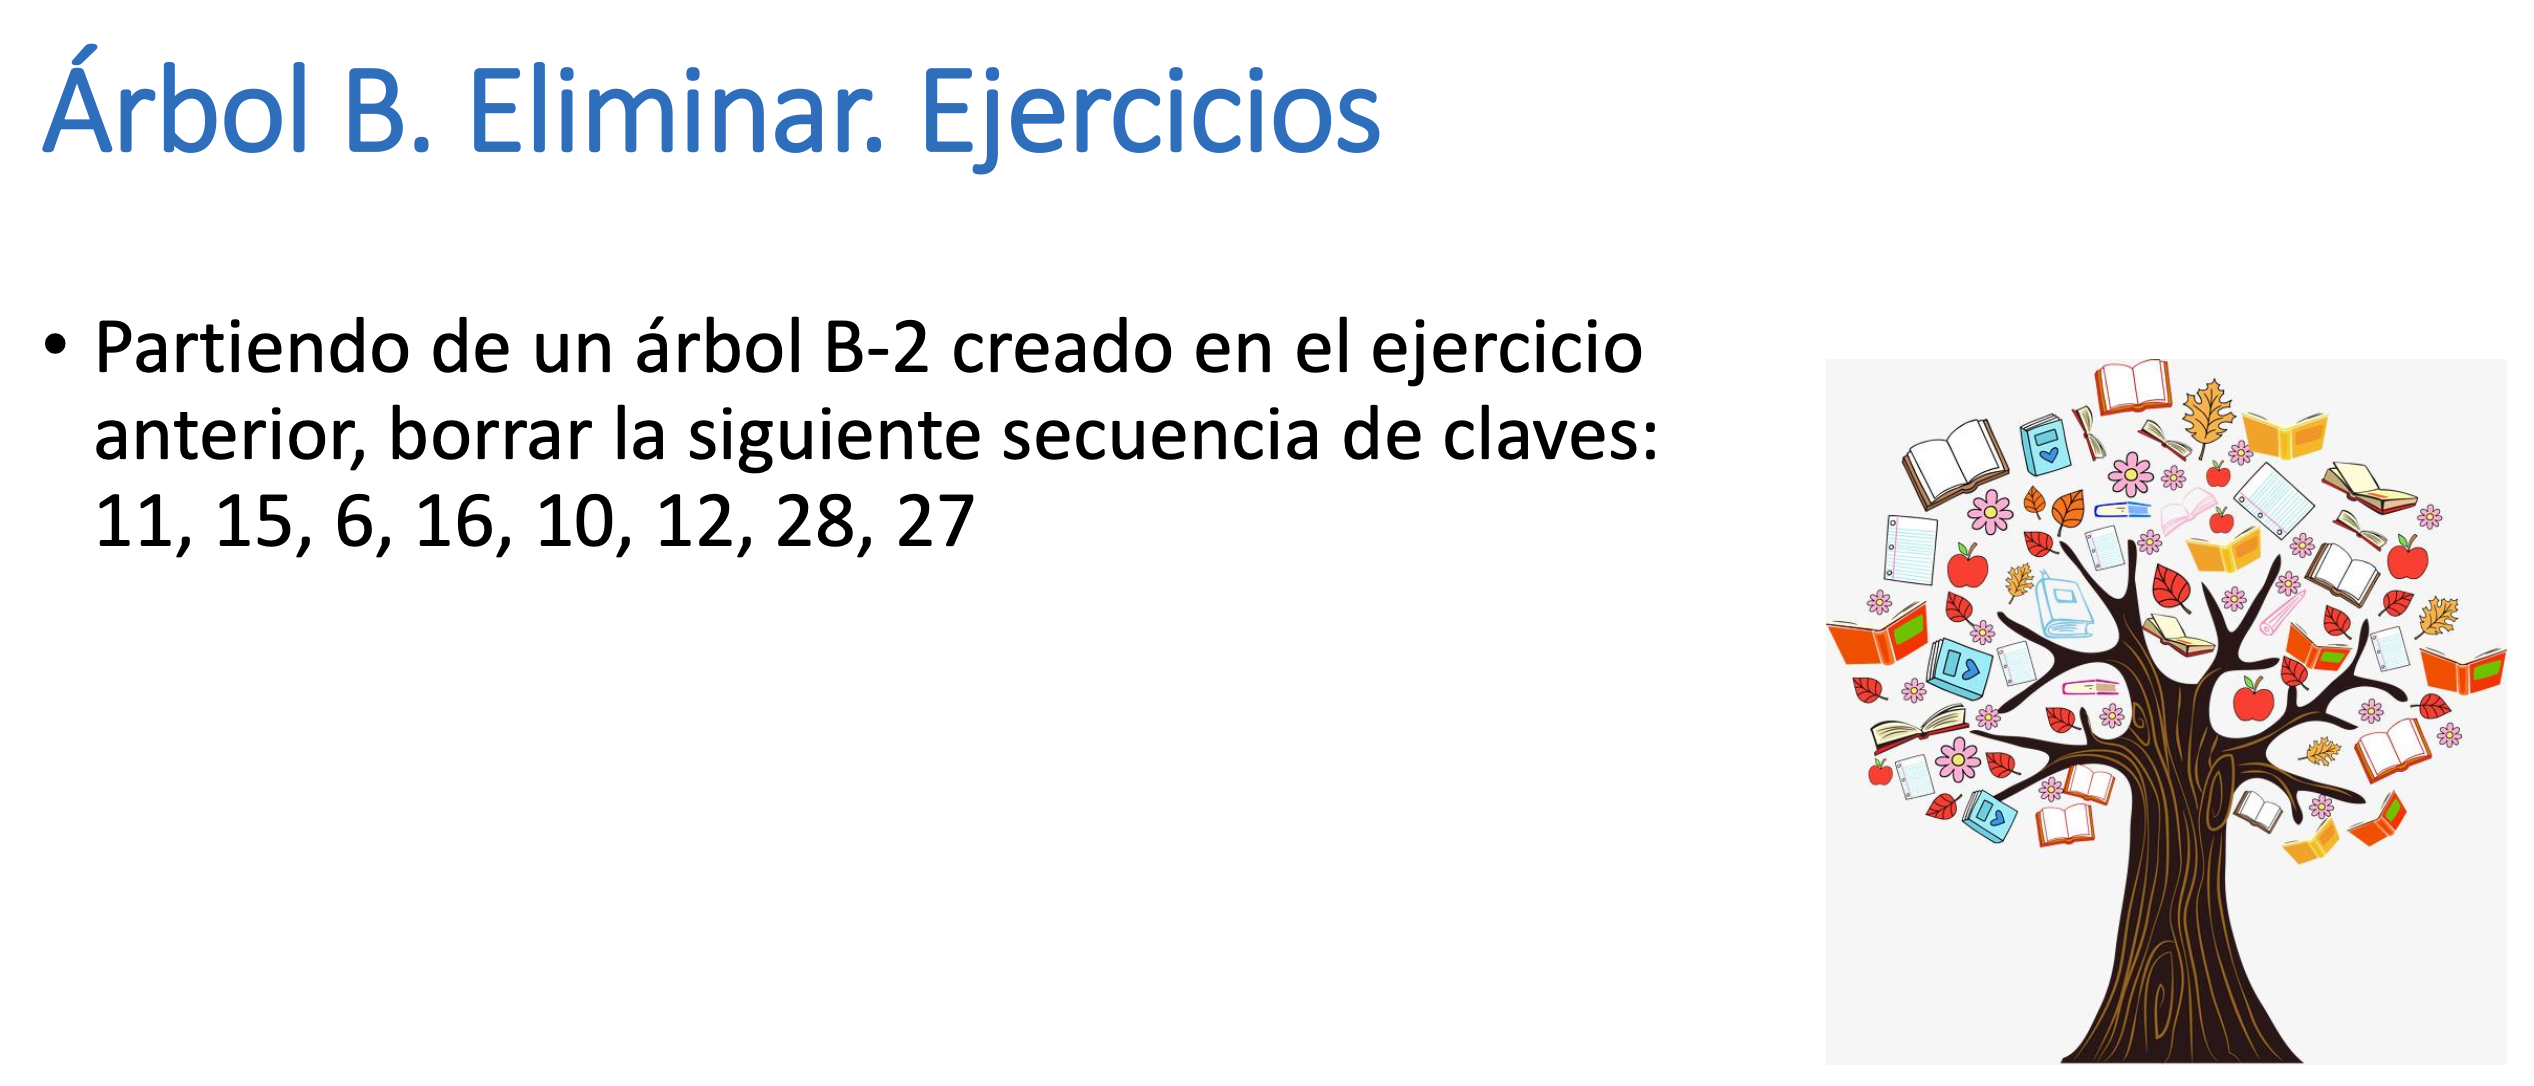 Árbol B. Eliminar. Ejercicios
• Partiendo de un árbol B-2 creado en el ejercicio
anterior, borrar la siguiente secuencia de claves:
11, 15, 6, 16, 10, 12, 28, 27